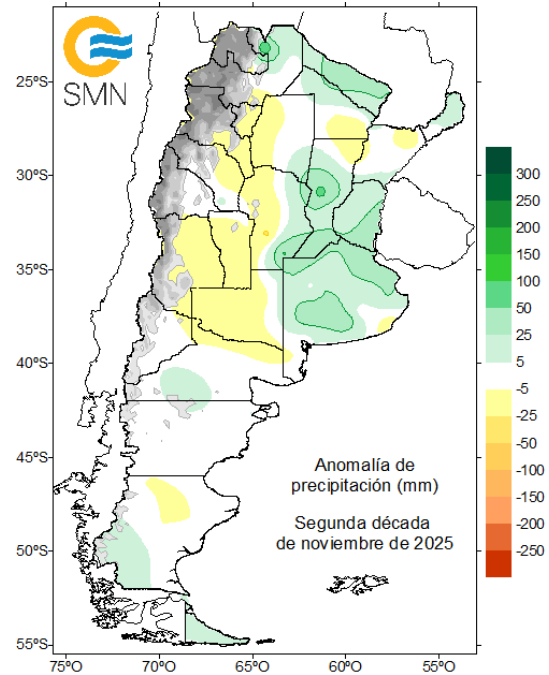 SMN
25°S
30°S
35°S
40°S
45°S
50°S
55°S
75°O
70°O
65°O
60°O
55°O
Anomalía de
precipitación (mm)
Segunda década
de noviembre de 2025
300
250
200
150
100
50
25
5
-5
-25
-50
-100
-150
-200
-250